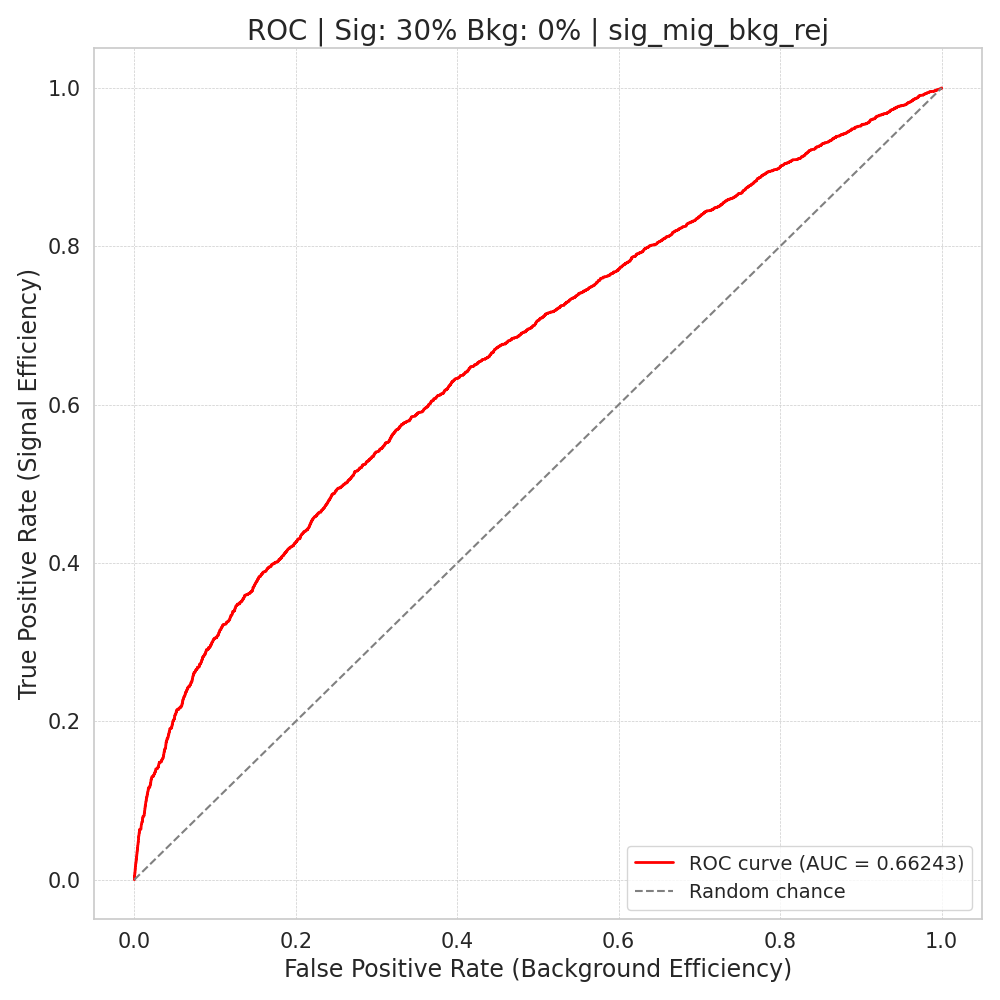 ROC | Sig: 30% Bkg: 0% | sig_mig_bkg_rej
True Positive Rate (Signal Efficiency)
1.0
0.8
0.6
0.4
0.2
0.0
0.0 0.2 0.4 0.6 0.8 1.0
False Positive Rate (Background Efficiency)
ROC curve (AUC = 0.66243)
Random chance